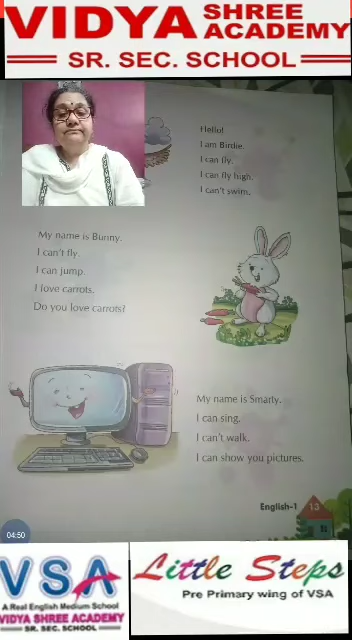 VIDYA SHREE ACADEMY
SR. SEC. SCHOOL
Hello!
I am Birdie.
I can fly.
I can fly high.
I can't swim.
My name is Bunny.
I can't fly.
I can jump.
I love carrots.
Do you love carrots?
My name is Smarty.
I can sing.
I can't walk.
I can show you pictures.
English-1 13
04:50
VSA
A Real English Medium School
VIDYA SHREE ACADEMY
SR. SEC. SCHOOL
Little Steps
Pre Primary wing of VSA